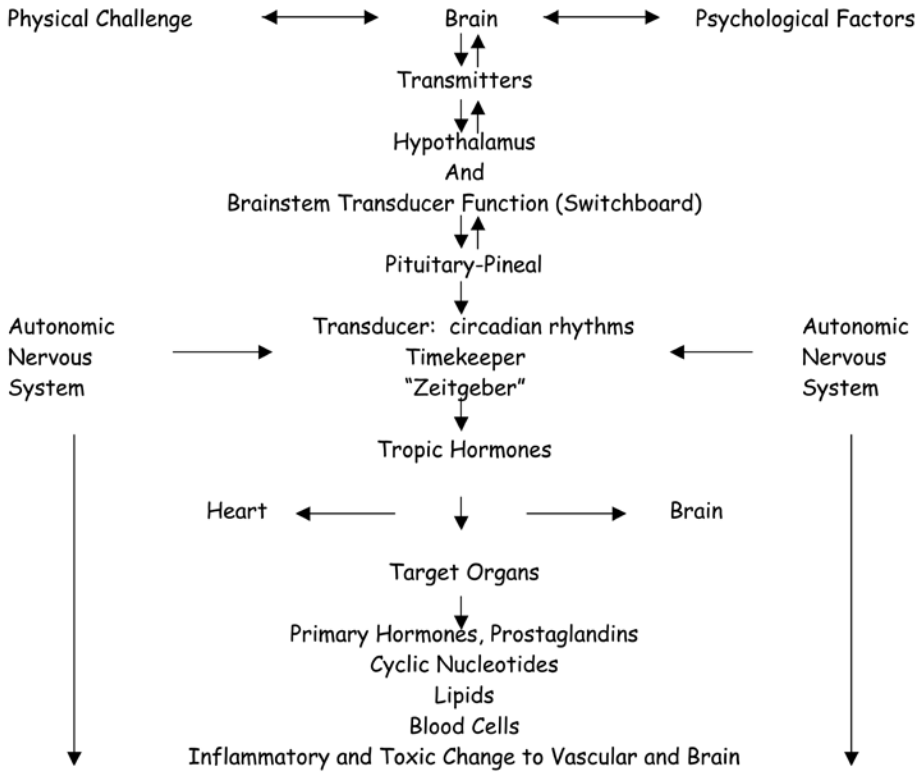 Physical Challenge Brain Psychological Factors
Transmitters
Hypothalamus
And
Brainstem Transducer Function (Switchboard)
Pituitary-Pineal
Autonomic
Nervous
System
Transducer: circadian rhythms
Timekeeper
“Zeitgeber”
Autonomic
Nervous
System
Tropic Hormones
Heart
Brain
Target Organs
Primary Hormones, Prostaglandins
Cyclic Nucleotides
Lipids
Blood Cells
Inflammatory and Toxic Change to Vascular and Brain